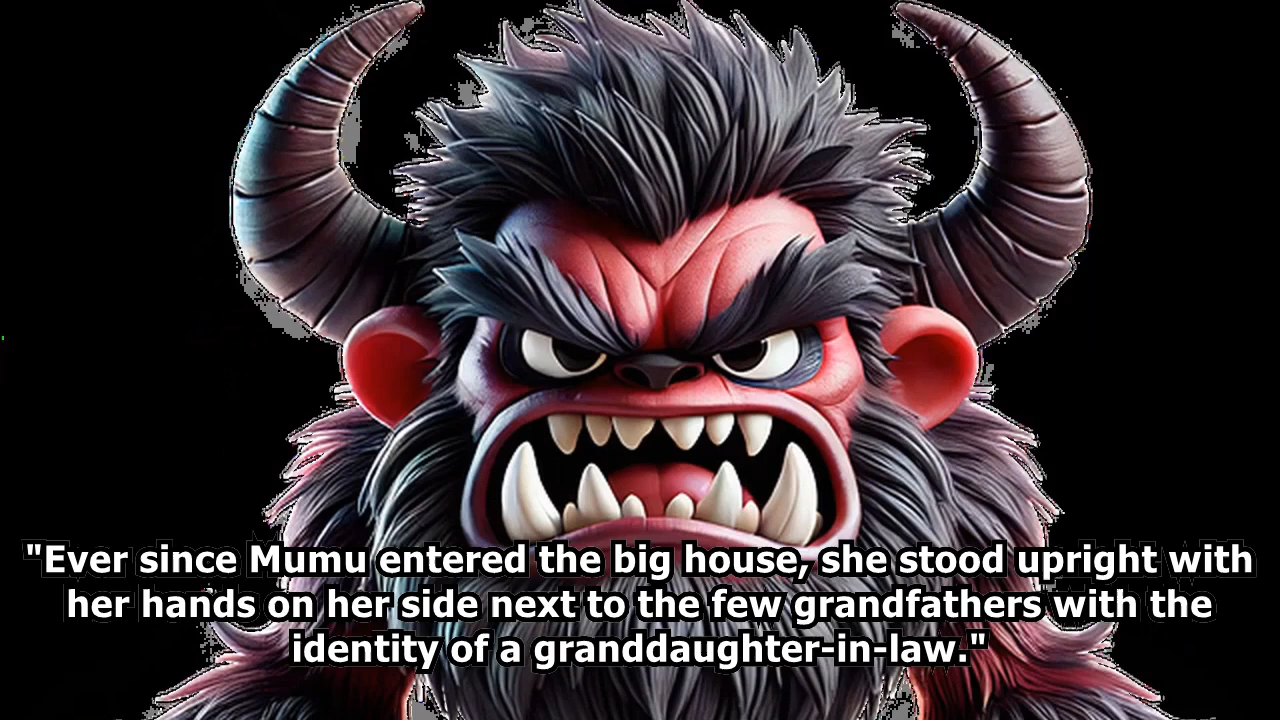 "Ever since Mumu entered the big house, she stood upright with
her hands on her side next to the few grandfathers with the
identity of a granddaughter-in-law."